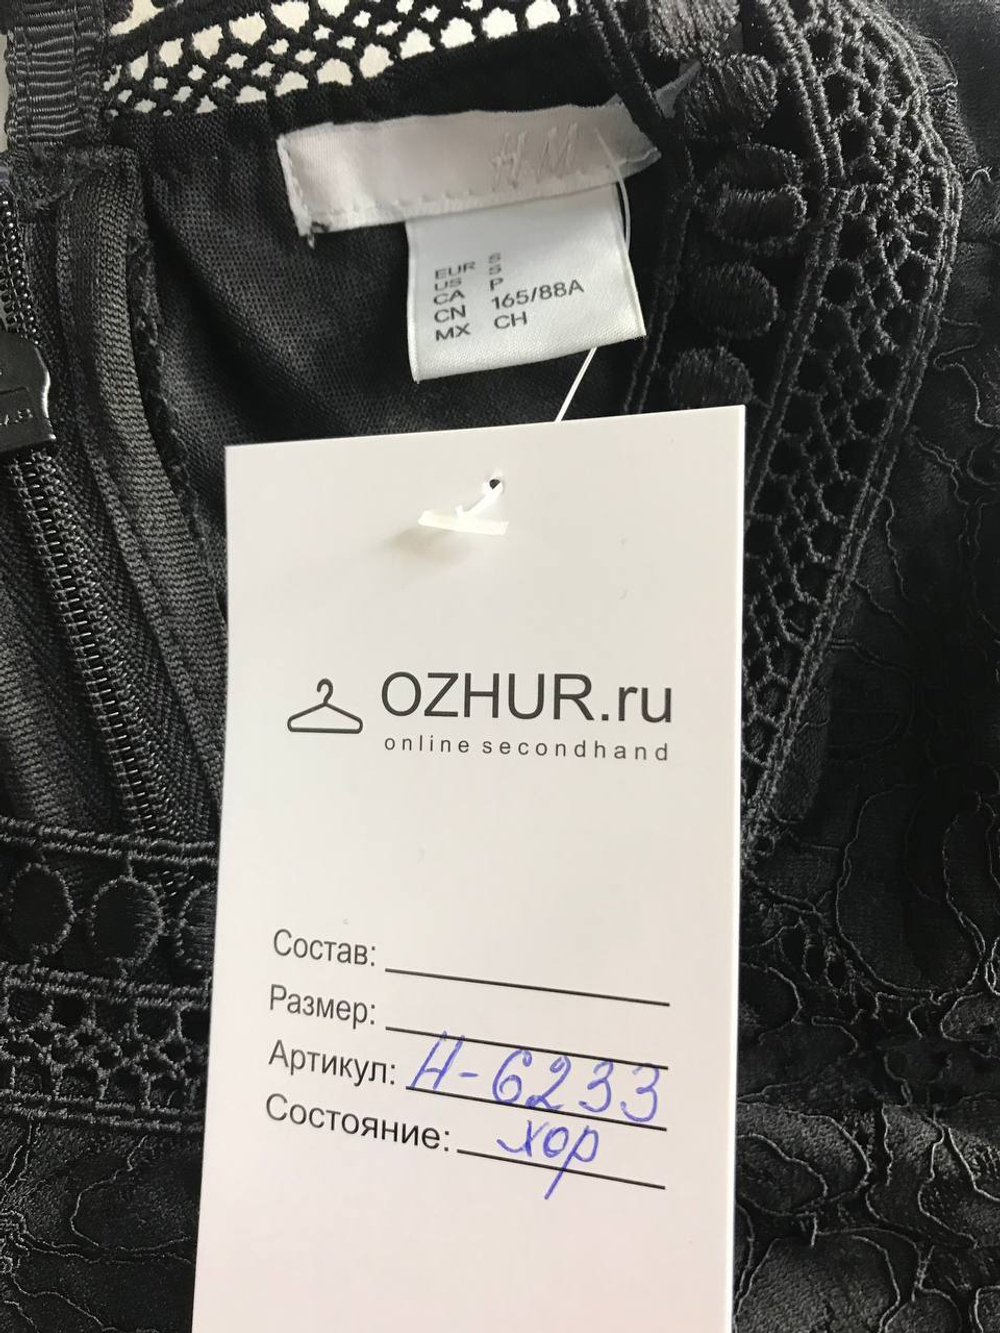 H&M
EUR S
US S
CA P
CN 165/88A
MX CH
OZHUR.ru
online secondhand
Состав:
Размер:
Артикул: Н-6233
Состояние: хор